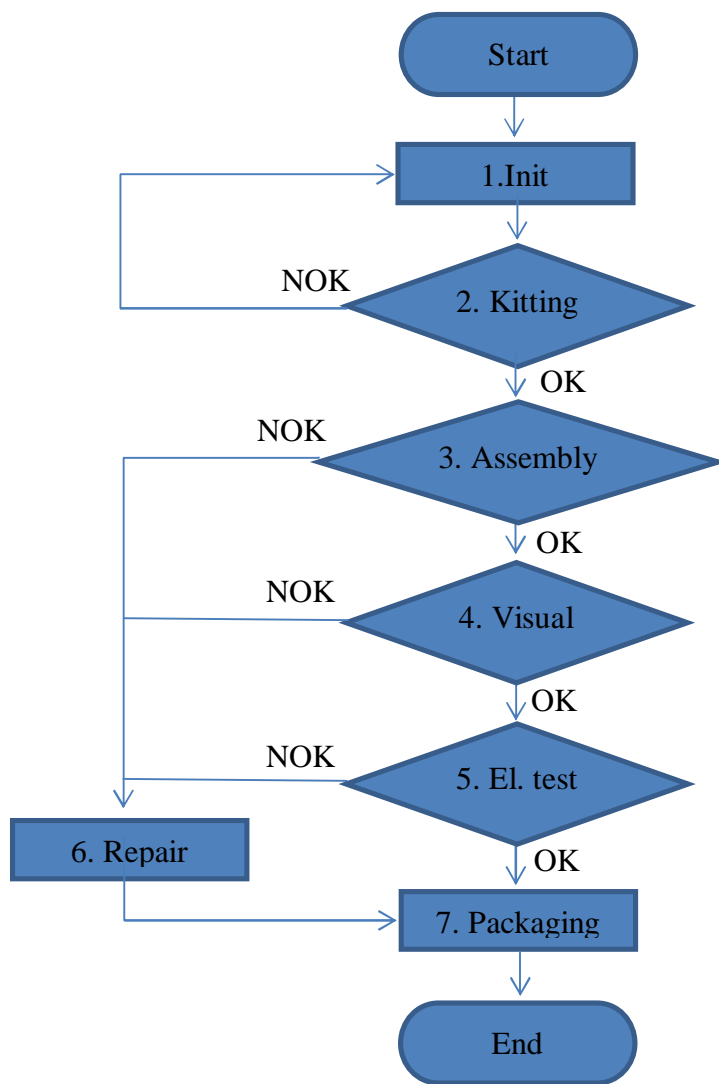 Start
1.Init
NOK
2. Kitting
OK
NOK
3. Assembly
OK
NOK
4. Visual
OK
NOK
5. El. test
6. Repair
OK
7. Packaging
End